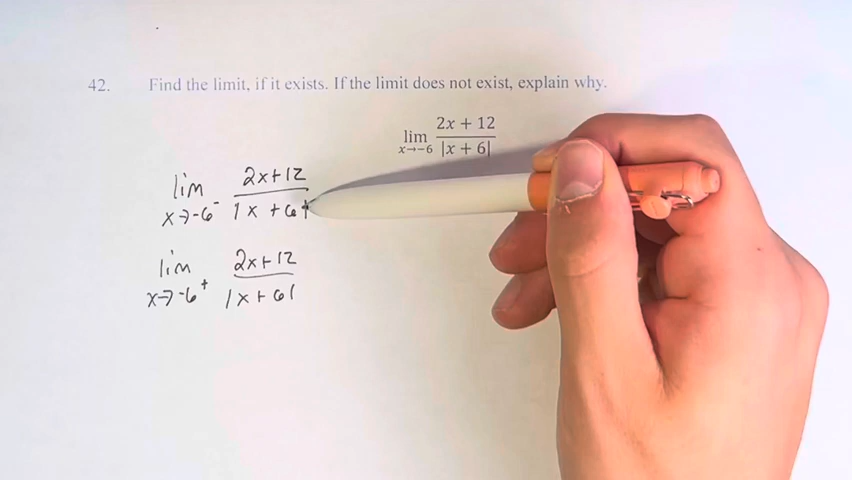 42. Find the limit, if it exists. If the limit does not exist, explain why.
lim 2x + 12
x→−6 |x + 6|
lim 2x+12
x→-6⁻ |x+6|
lim 2x+12
x→-6⁺ |x+6|